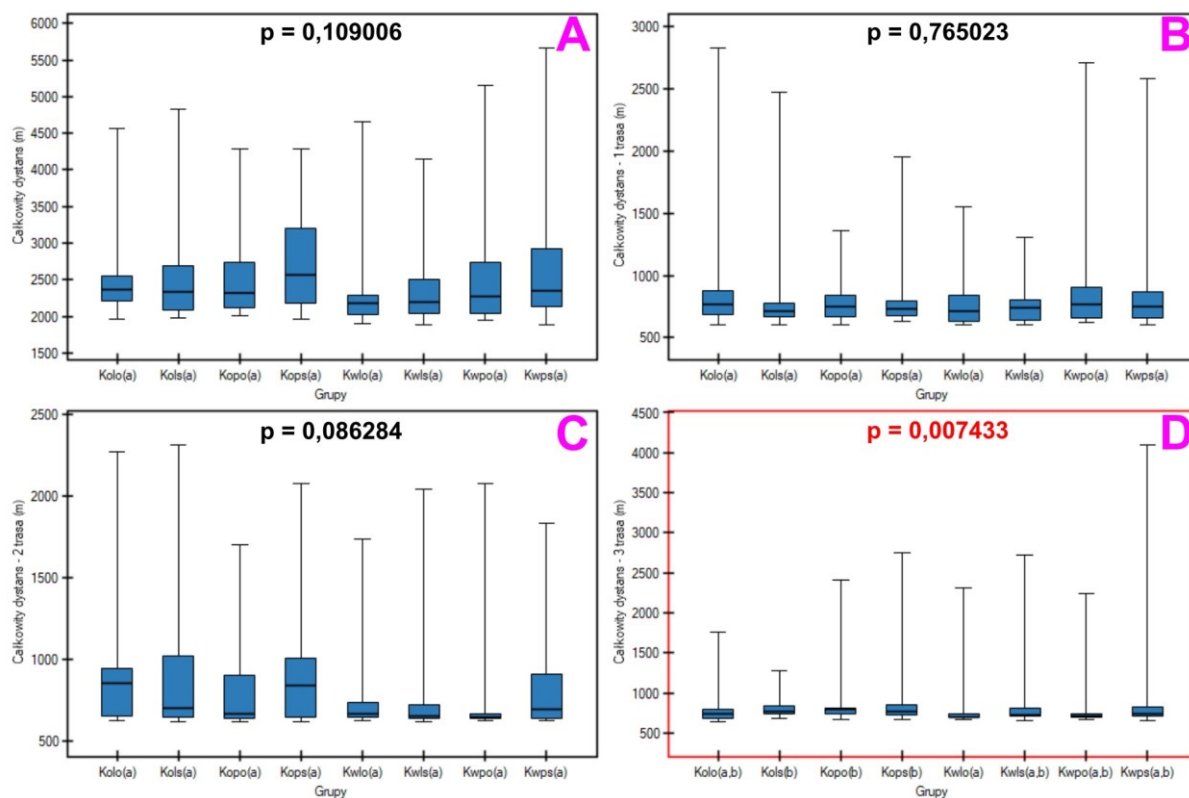 p = 0,109006
A
Całkowity dystans (m)
6000
5500
5000
4500
4000
3500
3000
2500
2000
1500
Kolo(a) Kols(a) Kopo(a) Kops(a) Kwlo(a) Kwls(a) Kwpo(a) Kwps(a)
Grupy
p = 0,765023
B
Całkowity dystans - 1 trasa (m)
3000
2500
2000
1500
1000
500
Kolo(a) Kols(a) Kopo(a) Kops(a) Kwlo(a) Kwls(a) Kwpo(a) Kwps(a)
Grupy
p = 0,086284
C
Całkowity dystans - 2 trasa (m)
2500
2000
1500
1000
500
Kolo(a) Kols(a) Kopo(a) Kops(a) Kwlo(a) Kwls(a) Kwpo(a) Kwps(a)
Grupy
p = 0,007433
D
Całkowity dystans - 3 trasa (m)
4500
4000
3500
3000
2500
2000
1500
1000
500
Kolo(a,b) Kols(b) Kopo(b) Kops(b) Kwlo(a) Kwls(a,b) Kwpo(a,b) Kwps(a,b)
Grupy